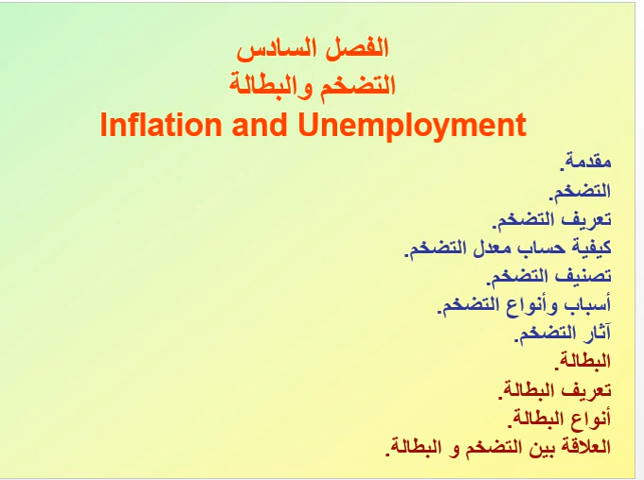 الفصل السادس
التضخم والبطالة
Inflation and Unemployment
مقدمة.
التضخم.
تعريف التضخم.
كيفية حساب معدل التضخم.
تصنيف التضخم.
أسباب وأنواع التضخم.
آثار التضخم.
البطالة.
تعريف البطالة.
أنواع البطالة.
العلاقة بين التضخم و البطالة.